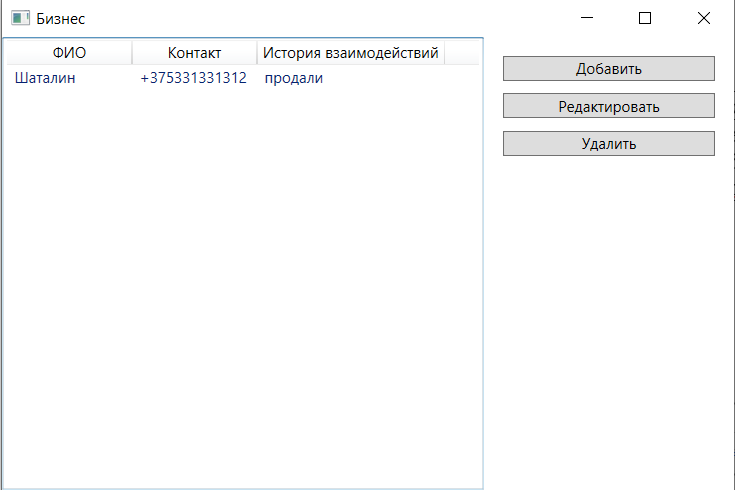 Бизнес
ФИО Контакт История взаимодействий
Шаталин +375331331312 продали
Добавить
Редактировать
Удалить